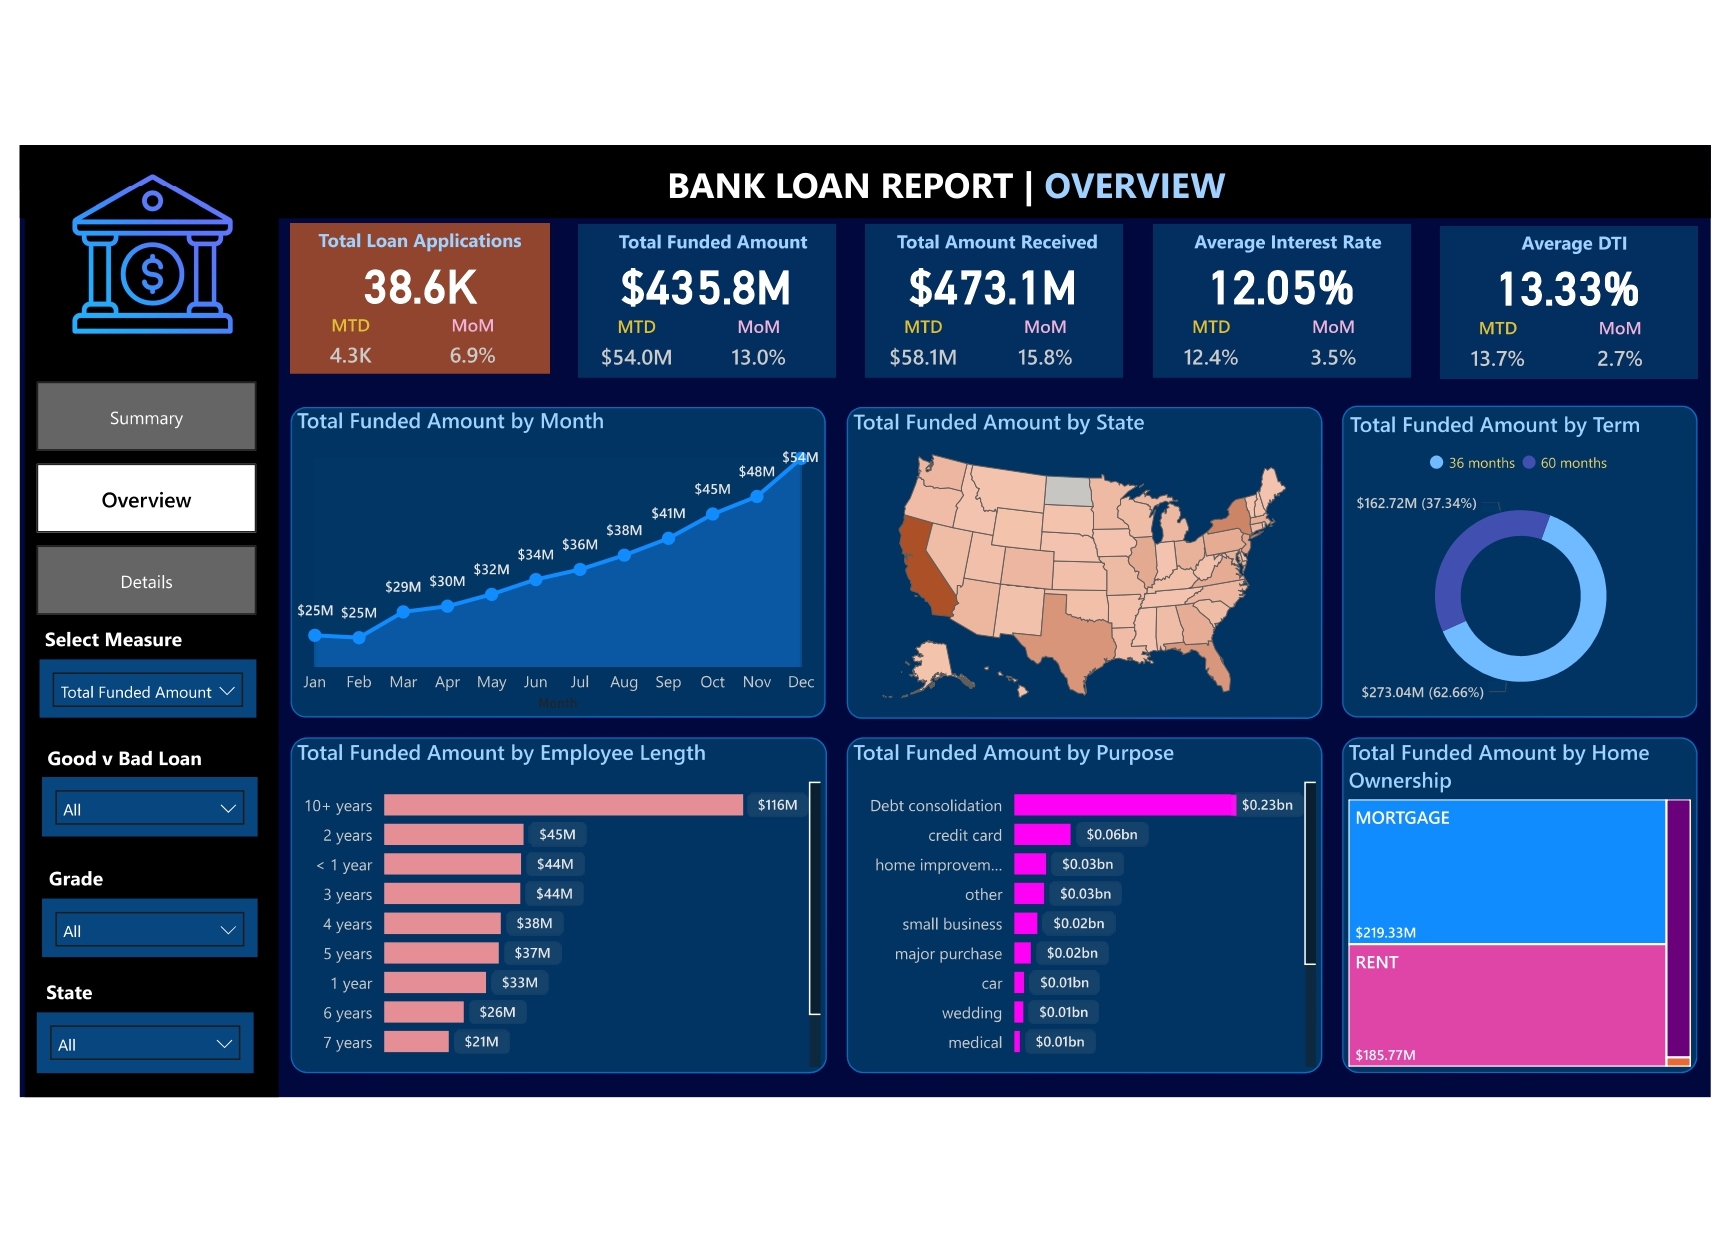 BANK LOAN REPORT | OVERVIEW
Total Loan Applications
38.6K
MTD MoM
4.3K 6.9%
Total Funded Amount
$435.8M
MTD MoM
$54.0M 13.0%
Total Amount Received
$473.1M
MTD MoM
$58.1M 15.8%
Average Interest Rate
12.05%
MTD MoM
12.4% 3.5%
Average DTI
13.33%
MTD MoM
13.7% 2.7%
Summary
Overview
Details
Select Measure
Total Funded Amount
Good v Bad Loan
All
Grade
All
State
All
Total Funded Amount by Month
$25M $25M $29M $30M $32M $34M $36M $38M $41M $45M $48M $54M
Jan Feb Mar Apr May Jun Jul Aug Sep Oct Nov Dec
Month
Total Funded Amount by State
Total Funded Amount by Term
36 months 60 months
$162.72M (37.34%)
$273.04M (62.66%)
Total Funded Amount by Employee Length
10+ years $116M
2 years $45M
< 1 year $44M
3 years $44M
4 years $38M
5 years $37M
1 year $33M
6 years $26M
7 years $21M
Total Funded Amount by Purpose
Debt consolidation $0.23bn
credit card $0.06bn
home improvem... $0.03bn
other $0.03bn
small business $0.02bn
major purchase $0.02bn
car $0.01bn
wedding $0.01bn
medical $0.01bn
Total Funded Amount by Home
Ownership
MORTGAGE
$219.33M
RENT
$185.77M